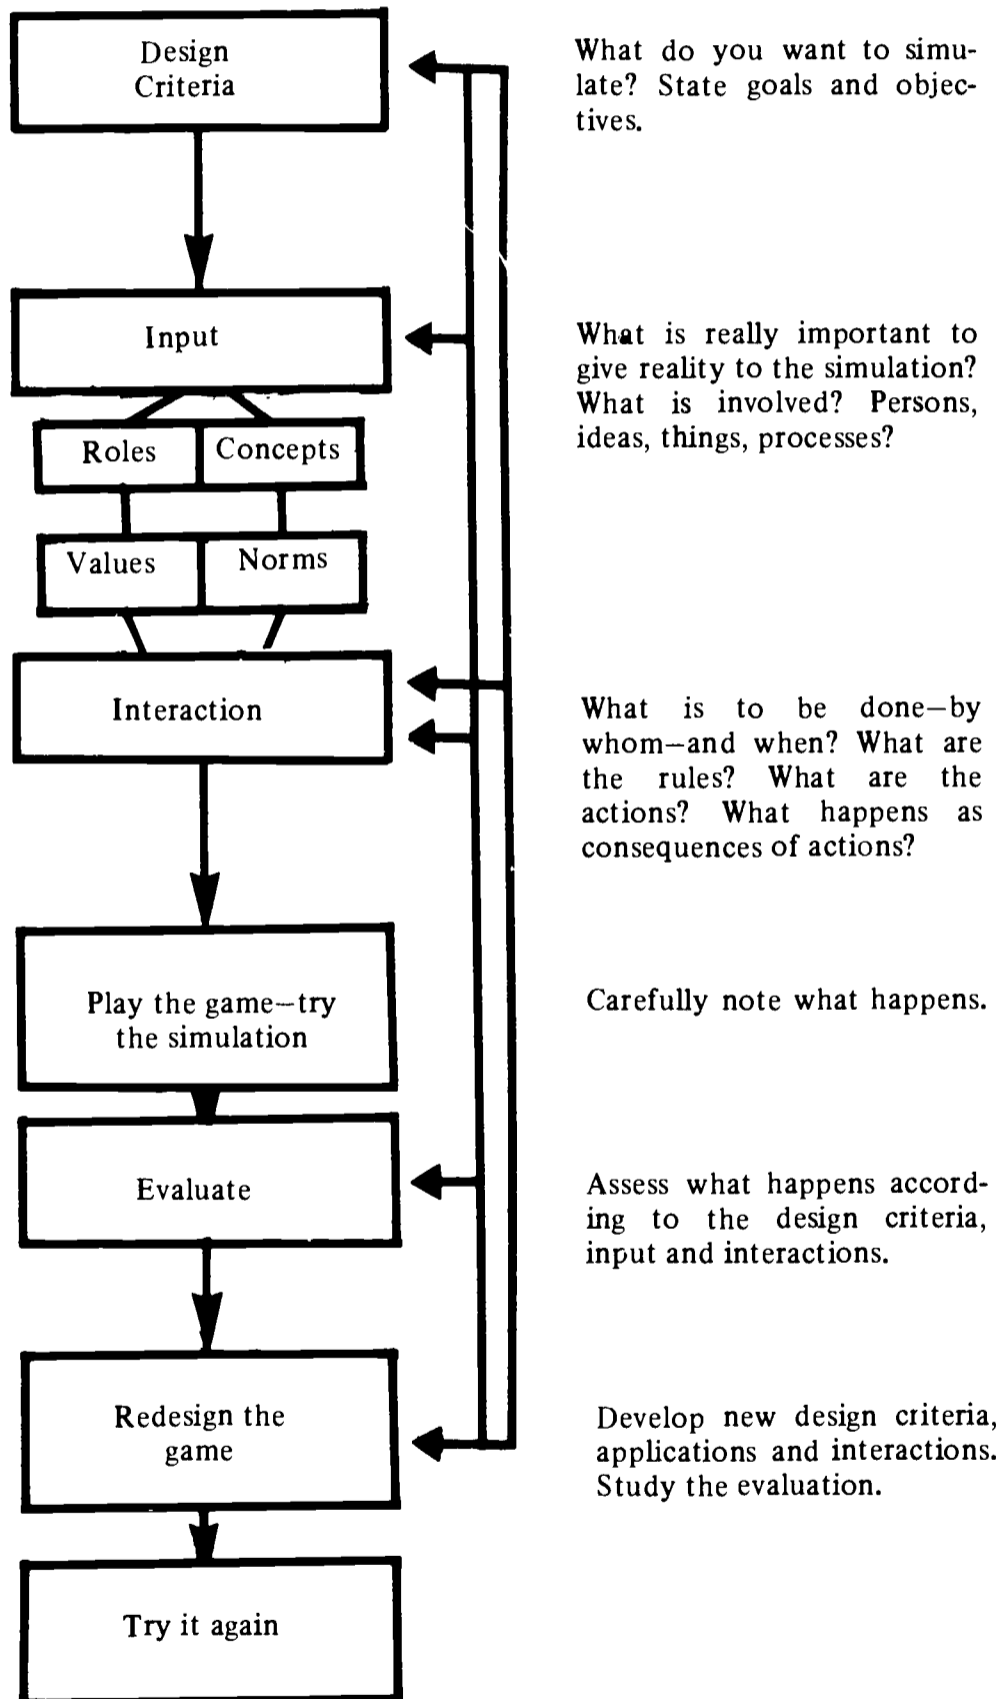 Design
Criteria
What do you want to simu-
late? State goals and objec-
tives.
Input
What is really important to
give reality to the simulation?
What is involved? Persons,
ideas, things, processes?
Roles
Concepts
Values
Norms
Interaction
What is to be done—by
whom—and when? What are
the rules? What are the
actions? What happens as
consequences of actions?
Play the game—try
the simulation
Carefully note what happens.
Evaluate
Assess what happens accord-
ing to the design criteria,
input and interactions.
Redesign the
game
Develop new design criteria,
applications and interactions.
Study the evaluation.
Try it again